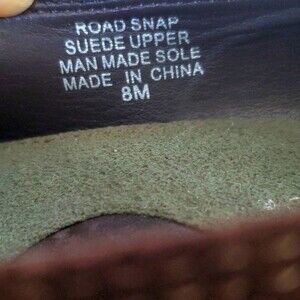 ROAD SNAP
SUEDE UPPER
MAN MADE SOLE
MADE IN CHINA
8M